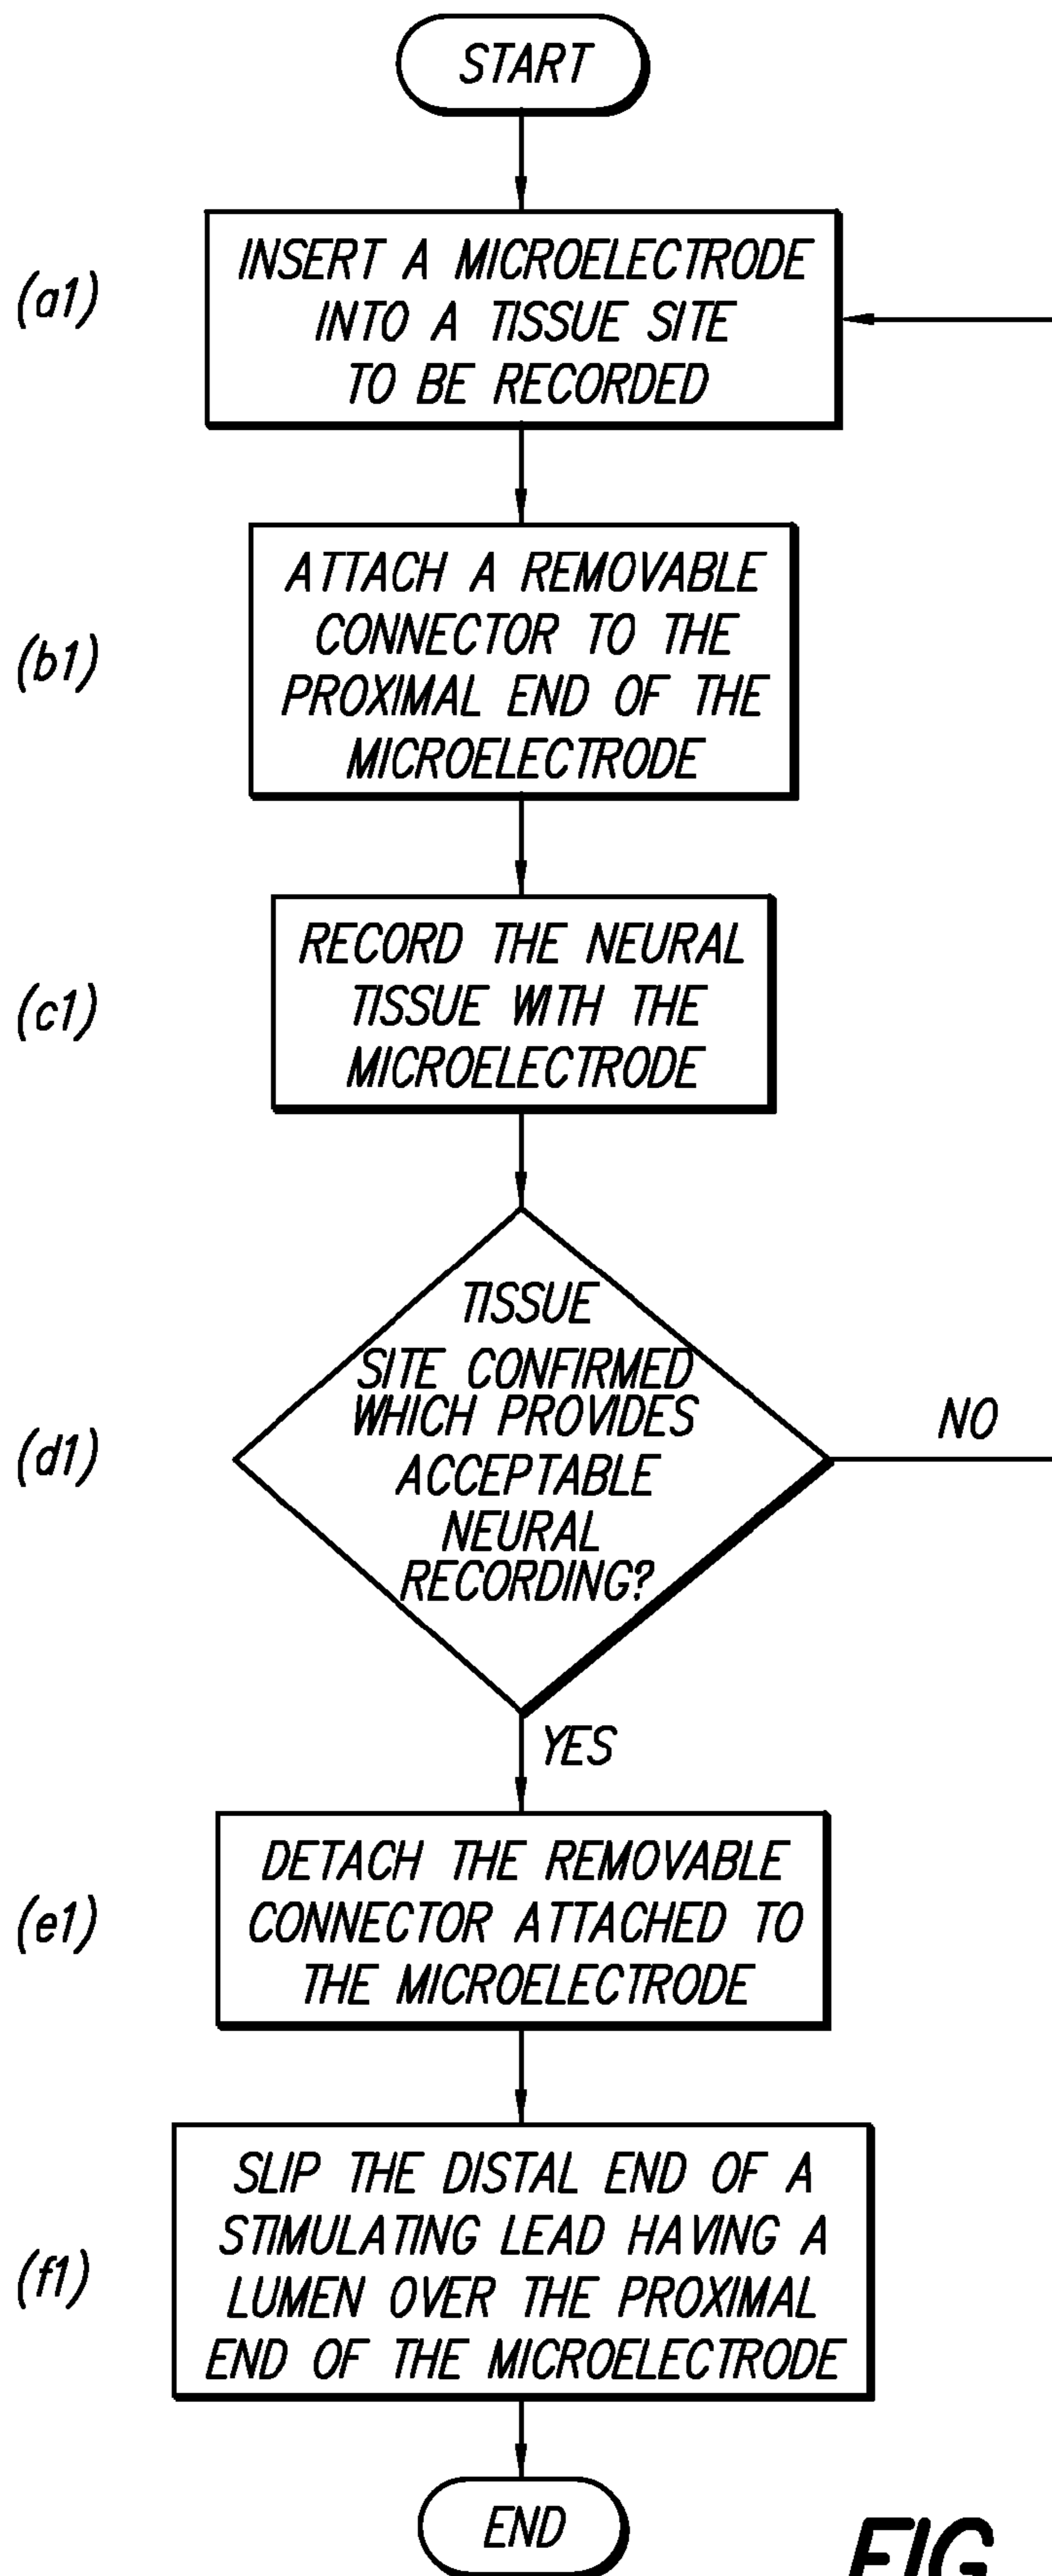 START
(a1)
INSERT A MICROELECTRODE
INTO A TISSUE SITE
TO BE RECORDED
(b1)
ATTACH A REMOVABLE
CONNECTOR TO THE
PROXIMAL END OF THE
MICROELECTRODE
(c1)
RECORD THE NEURAL
TISSUE WITH THE
MICROELECTRODE
(d1)
TISSUE
SITE CONFIRMED
WHICH PROVIDES
ACCEPTABLE
NEURAL
RECORDING?
NO
YES
(e1)
DETACH THE REMOVABLE
CONNECTOR ATTACHED TO
THE MICROELECTRODE
(f1)
SLIP THE DISTAL END OF A
STIMULATING LEAD HAVING A
LUMEN OVER THE PROXIMAL
END OF THE MICROELECTRODE
END
FIG